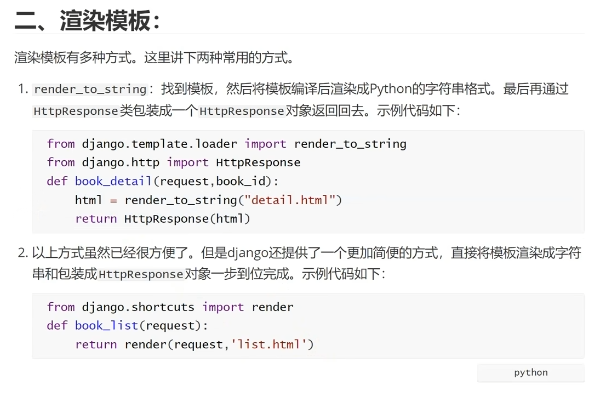 二、渲染模板：
渲染模板有多种方式。这里讲下两种常用的方式。
1. render_to_string：找到模板，然后将模板编译后渲染成Python的字符串格式。最后再通过
HttpResponse类包装成一个HttpResponse对象返回回去。示例代码如下：
from django.template.loader import render_to_string
from django.http import HttpResponse
def book_detail(request,book_id):
    html = render_to_string("detail.html")
    return HttpResponse(html)
2. 以上方式虽然已经很方便了。但是django还提供了一个更加简便的方式，直接将模板渲染成字符
串和包装成HttpResponse对象一步到位完成。示例代码如下：
from django.shortcuts import render
def book_list(request):
    return render(request,'list.html')
python